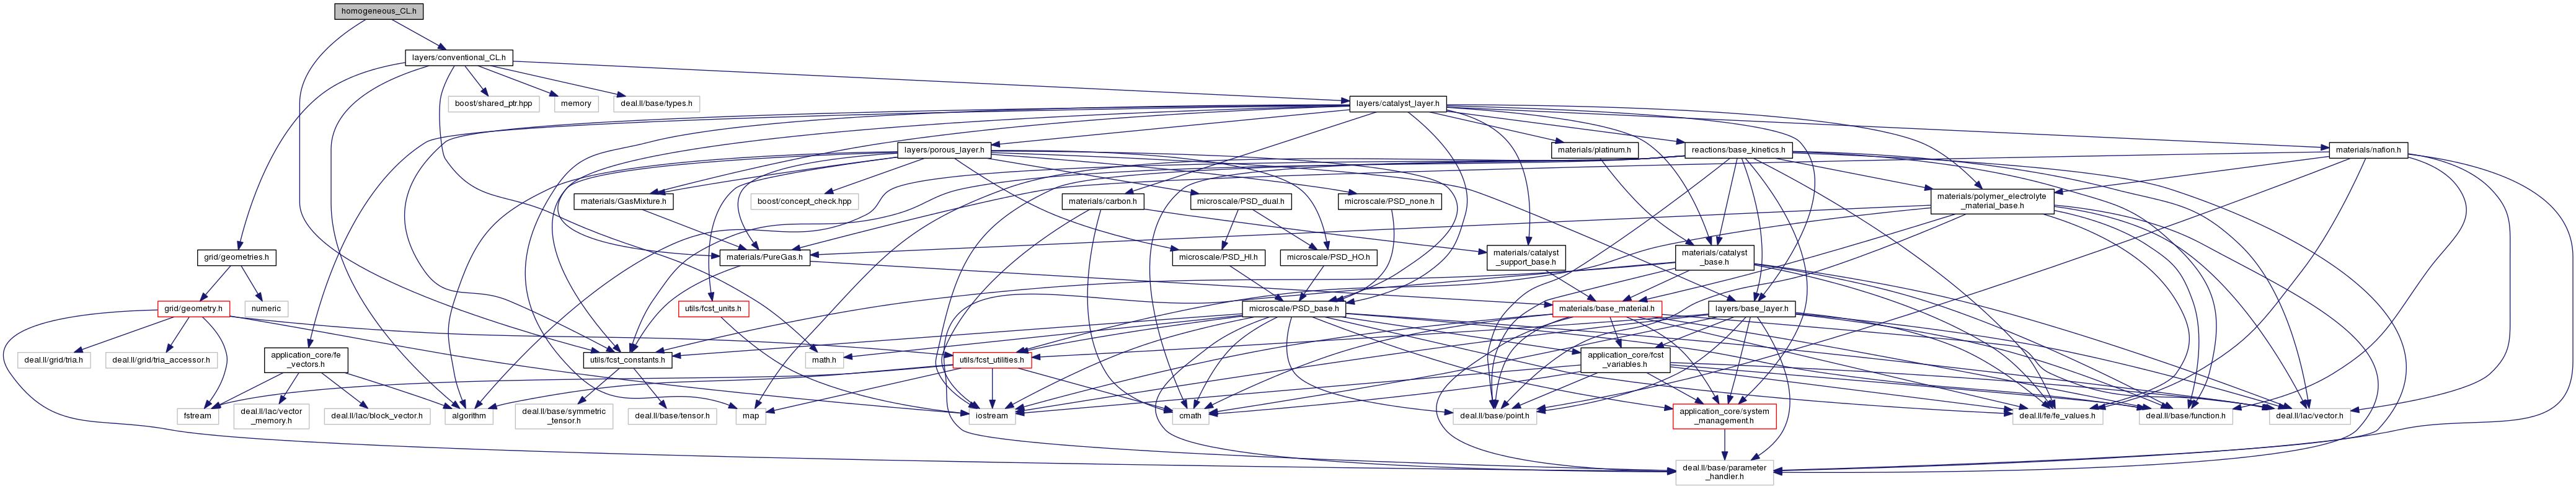 homogeneous_CL.h
layers/conventional_CL.h
boost/shared_ptr.hpp
memory
deal.II/base/types.h
layers/catalyst_layer.h
layers/porous_layer.h
materials/platinum.h
reactions/base_kinetics.h
materials/nafion.h
materials/GasMixture.h
boost/concept_check.hpp
materials/carbon.h
microscale/PSD_dual.h
microscale/PSD_none.h
materials/polymer_electrolyte
_material_base.h
grid/geometries.h
materials/PureGas.h
microscale/PSD_HI.h
microscale/PSD_HO.h
materials/catalyst
_support_base.h
materials/catalyst
_base.h
grid/geometry.h
numeric
utils/fcst_units.h
microscale/PSD_base.h
materials/base_material.h
layers/base_layer.h
deal.II/grid/tria.h
deal.II/grid/tria_accessor.h
application_core/fe
_vectors.h
utils/fcst_constants.h
math.h
utils/fcst_utilities.h
application_core/fcst
_variables.h
fstream
deal.II/lac/vector
_memory.h
deal.II/lac/block_vector.h
algorithm
deal.II/base/symmetric
_tensor.h
deal.II/base/tensor.h
map
iostream
cmath
deal.II/base/point.h
application_core/system
_management.h
deal.II/fe/fe_values.h
deal.II/base/function.h
deal.II/lac/vector.h
deal.II/base/parameter
_handler.h